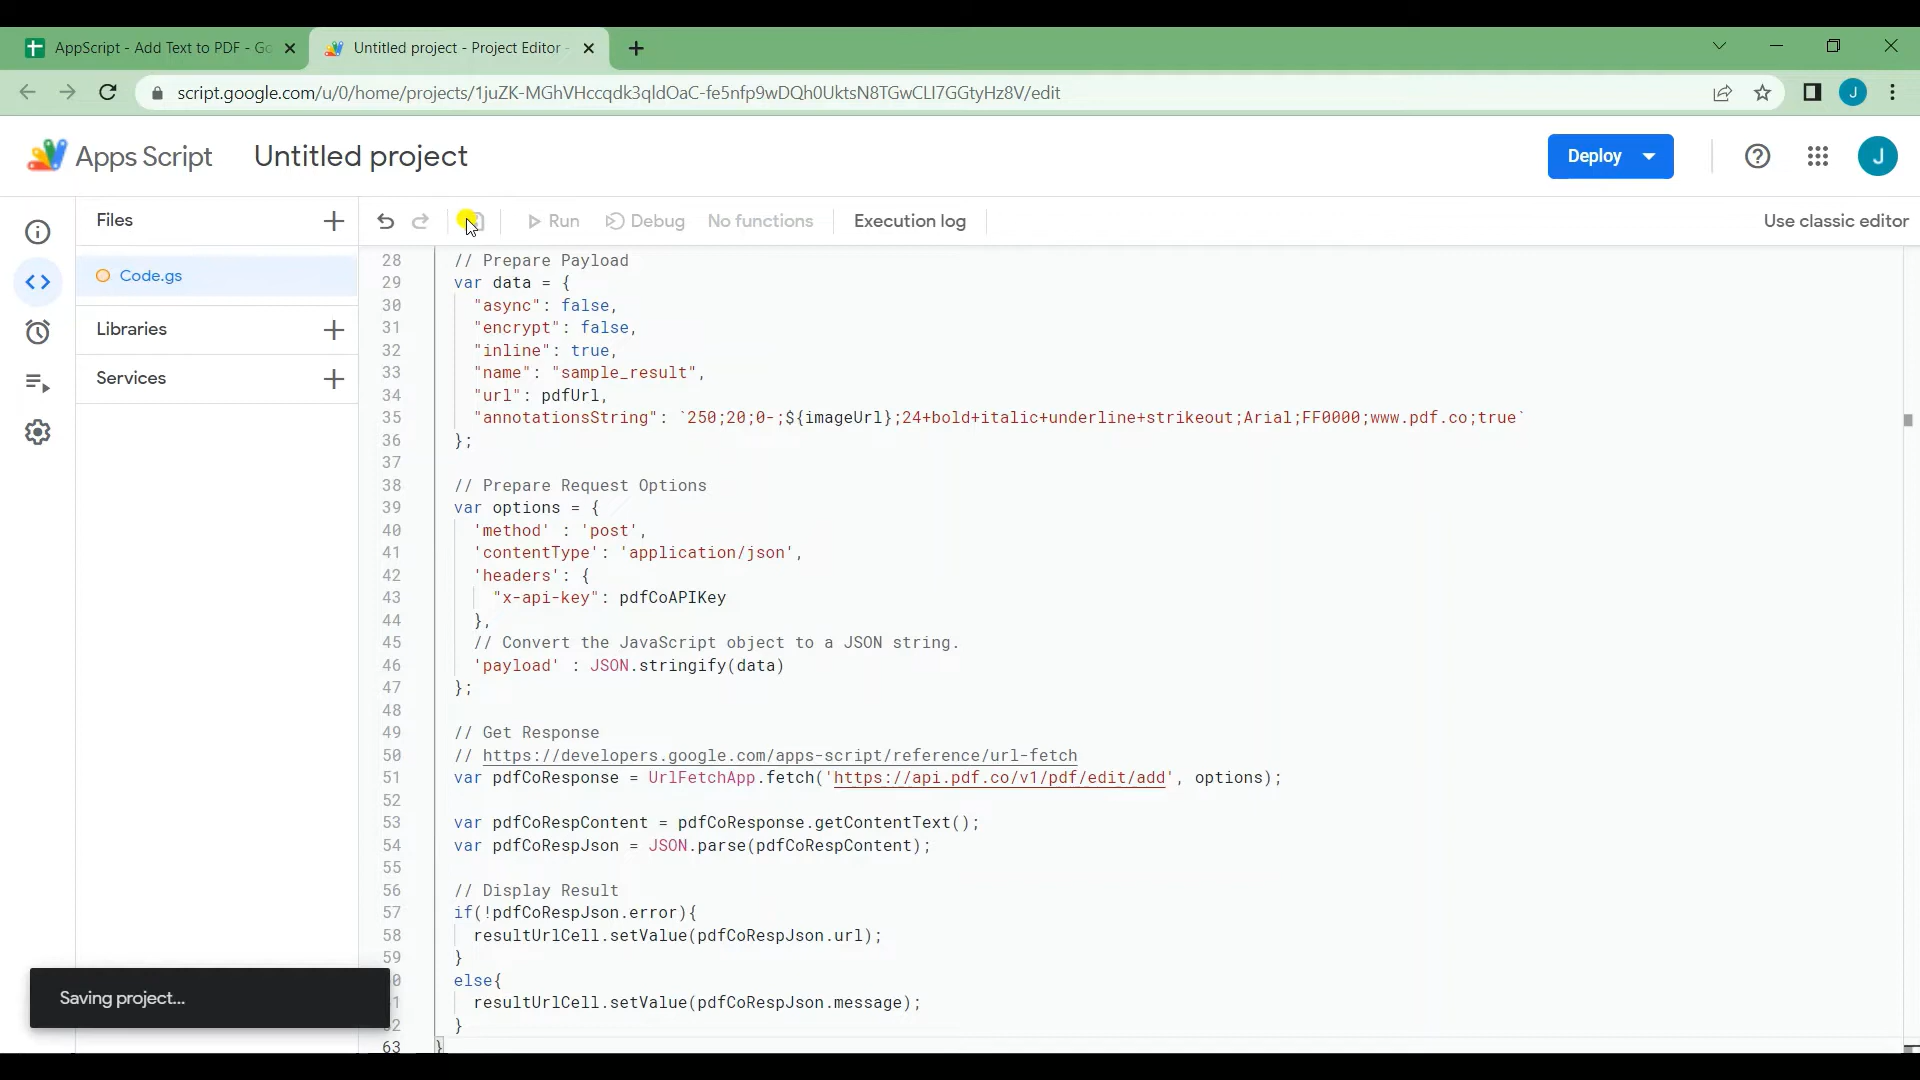 AppScript - Add Text to PDF - Go
Untitled project - Project Editor -
script.google.com/u/0/home/projects/1juZK-MGhVHccqdk3qldOaC-fe5nfp9wDQh0UktsN8TGwCLI7GGtyHz8V/edit
J
Apps Script
Untitled project
Deploy
J
Files
Run
Debug
No functions
Execution log
Use classic editor
Code.gs
Libraries
Services
28 // Prepare Payload
29 var data = {
30 "async": false,
31 "encrypt": false,
32 "inline": true,
33 "name": "sample_result",
34 "url": pdfUrl,
35 "annotationsString": `250;20;0-;${imageUrl};24+bold+italic+underline+strikeout;Arial;FF0000;www.pdf.co;true`
36 };
37
38 // Prepare Request Options
39 var options = {
40 'method' : 'post',
41 'contentType': 'application/json',
42 'headers': {
43 "x-api-key": pdfCoAPIKey
44 },
45 // Convert the JavaScript object to a JSON string.
46 'payload' : JSON.stringify(data)
47 };
48
49 // Get Response
50 // https://developers.google.com/apps-script/reference/url-fetch
51 var pdfCoResponse = UrlFetchApp.fetch('https://api.pdf.co/v1/pdf/edit/add', options);
52
53 var pdfCoRespContent = pdfCoResponse.getContentText();
54 var pdfCoRespJson = JSON.parse(pdfCoRespContent);
55
56 // Display Result
57 if(!pdfCoRespJson.error){
58 resultUrlCell.setValue(pdfCoRespJson.url);
59 }
0 else{
1 resultUrlCell.setValue(pdfCoRespJson.message);
2 }
63 }
Saving project...